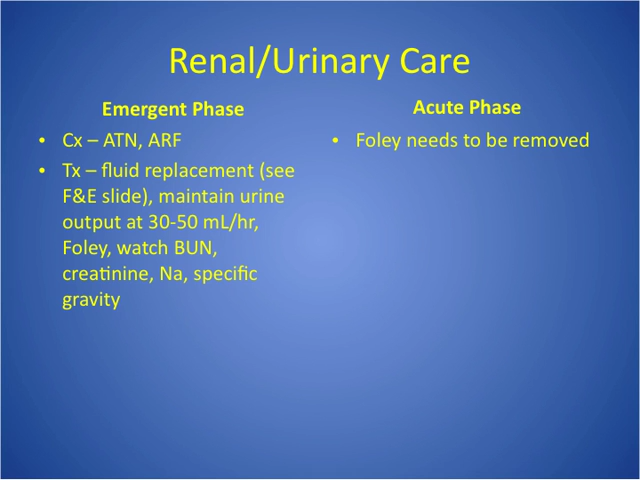 Renal/Urinary Care
Emergent Phase
• Cx – ATN, ARF
• Tx – fluid replacement (see
F&E slide), maintain urine
output at 30-50 mL/hr,
Foley, watch BUN,
creatinine, Na, specific
gravity
Acute Phase
• Foley needs to be removed